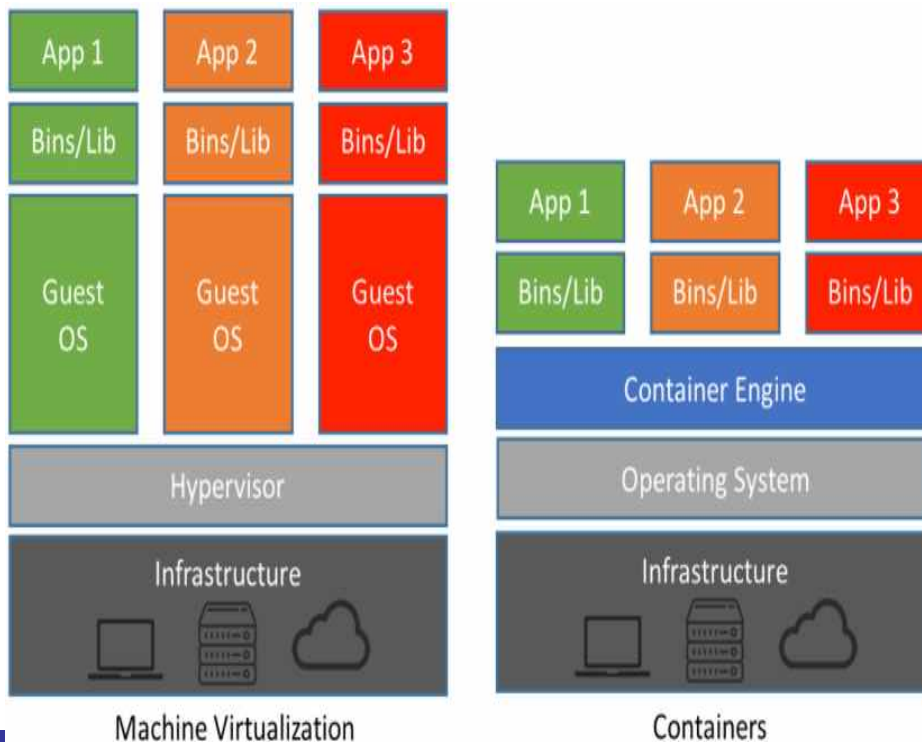 App 1
App 2
App 3
Bins/Lib
Bins/Lib
Bins/Lib
Guest
OS
Guest
OS
Guest
OS
Hypervisor
Infrastructure
Machine Virtualization
App 1
App 2
App 3
Bins/Lib
Bins/Lib
Bins/Lib
Container Engine
Operating System
Infrastructure
Containers